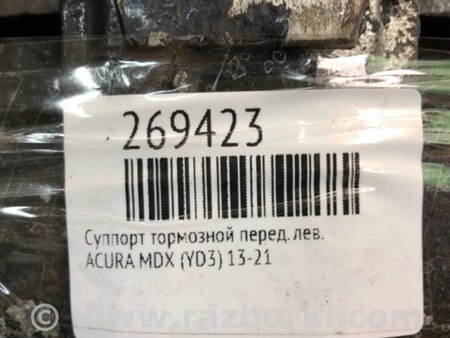 269423
Суппорт тормозной перед. лев.
ACURA MDX (YD3) 13-21
© www.razborki.com